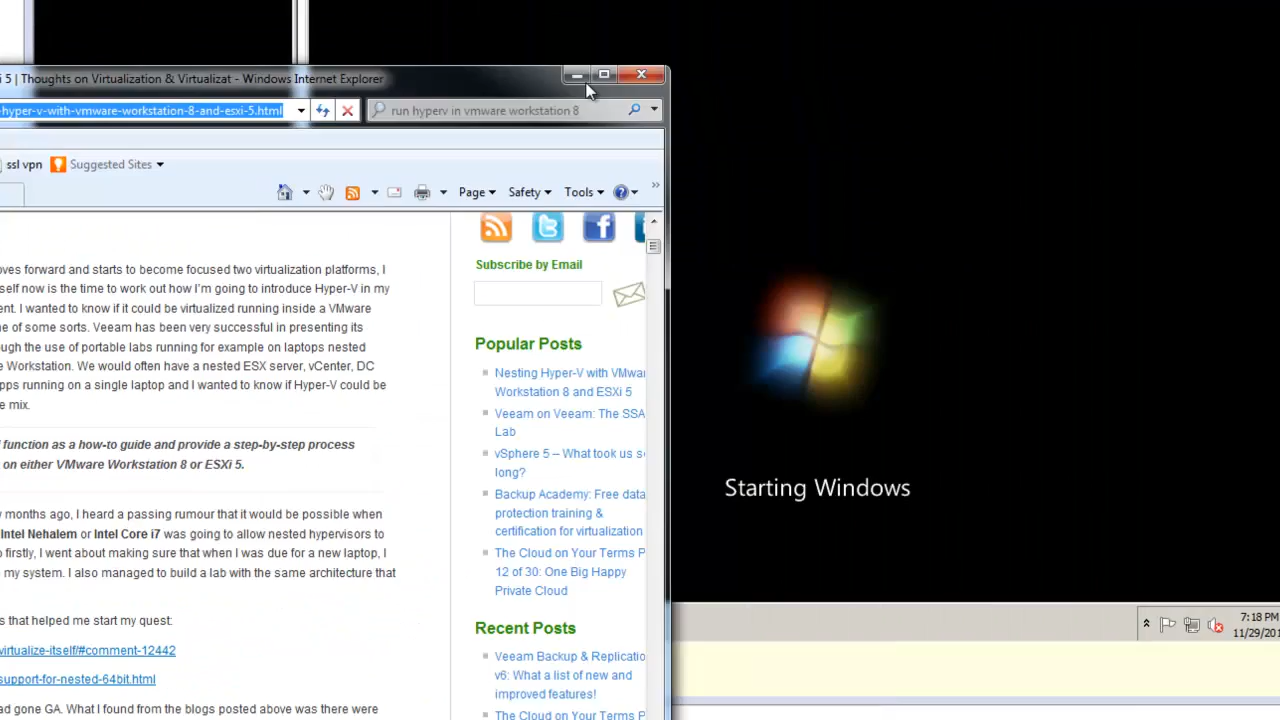 i 5 | Thoughts on Virtualization & Virtualizat - Windows Internet Explorer
-hyper-v-with-vmware-workstation-8-and-esxi-5.html
run hyperv in vmware workstation 8
ssl vpn
Suggested Sites
Page
Safety
Tools
oves forward and starts to become focused two virtualization platforms, I
self now is the time to work out how I'm going to introduce Hyper-V in my
ent. I wanted to know if it could be virtualized running inside a VMware
ne of some sorts. Veeam has been very successful in presenting its
ough the use of portable labs running for example on laptops nested
e Workstation. We would often have a nested ESX server, vCenter, DC
apps running on a single laptop and I wanted to know if Hyper-V could be
e mix.
l function as a how-to guide and provide a step-by-step process
on either VMware Workstation 8 or ESXi 5.
w months ago, I heard a passing rumour that it would be possible when
Intel Nehalem or Intel Core i7 was going to allow nested hypervisors to
o firstly, I went about making sure that when I was due for a new laptop, I
my system. I also managed to build a lab with the same architecture that
s that helped me start my quest:
virtualize-itself/#comment-12442
support-for-nested-64bit.html
ad gone GA. What I found from the blogs posted above was there were
Subscribe by Email
Popular Posts
Nesting Hyper-V with VMwar
Workstation 8 and ESXi 5
Veeam on Veeam: The SSA
Lab
vSphere 5 – What took us so
long?
Backup Academy: Free data
protection training &
certification for virtualization
The Cloud on Your Terms P
12 of 30: One Big Happy
Private Cloud
Recent Posts
Veeam Backup & Replicatio
v6: What a list of new and
improved features!
The Cloud on Your Terms P
Starting Windows
7:18 PM
11/29/201